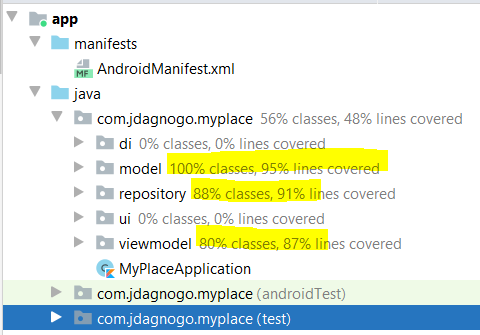 app
manifests
MF AndroidManifest.xml
java
com.jdagnogo.myplace 56% classes, 48% lines covered
di 0% classes, 0% lines covered
model 100% classes, 95% lines covered
repository 88% classes, 91% lines covered
ui 0% classes, 0% lines covered
viewmodel 80% classes, 87% lines covered
MyPlaceApplication
com.jdagnogo.myplace (androidTest)
com.jdagnogo.myplace (test)